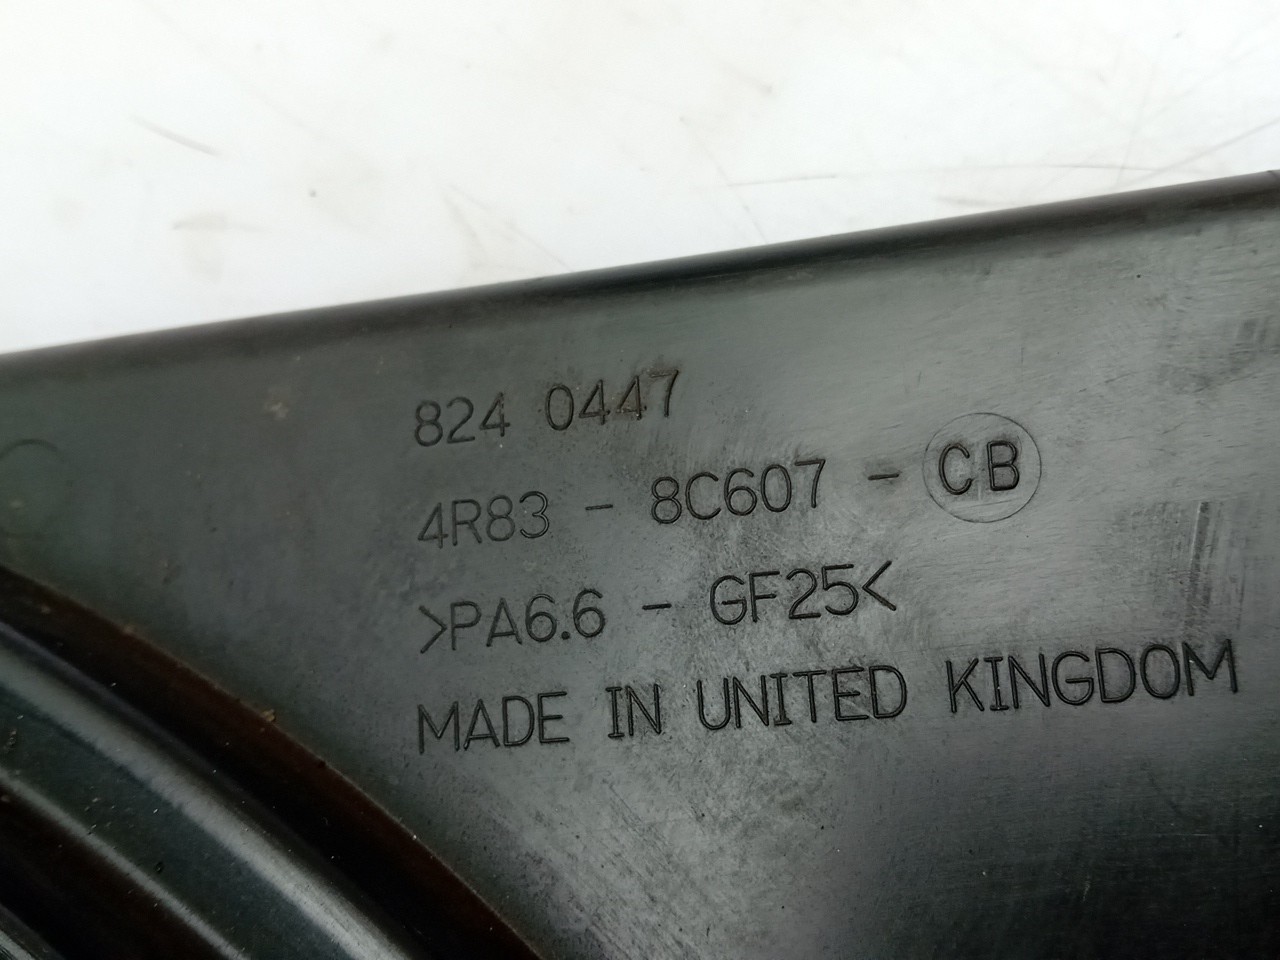 824 0447
4R83 - 8C607 - CB
>PA6.6 - GF25<
MADE IN UNITED KINGDOM